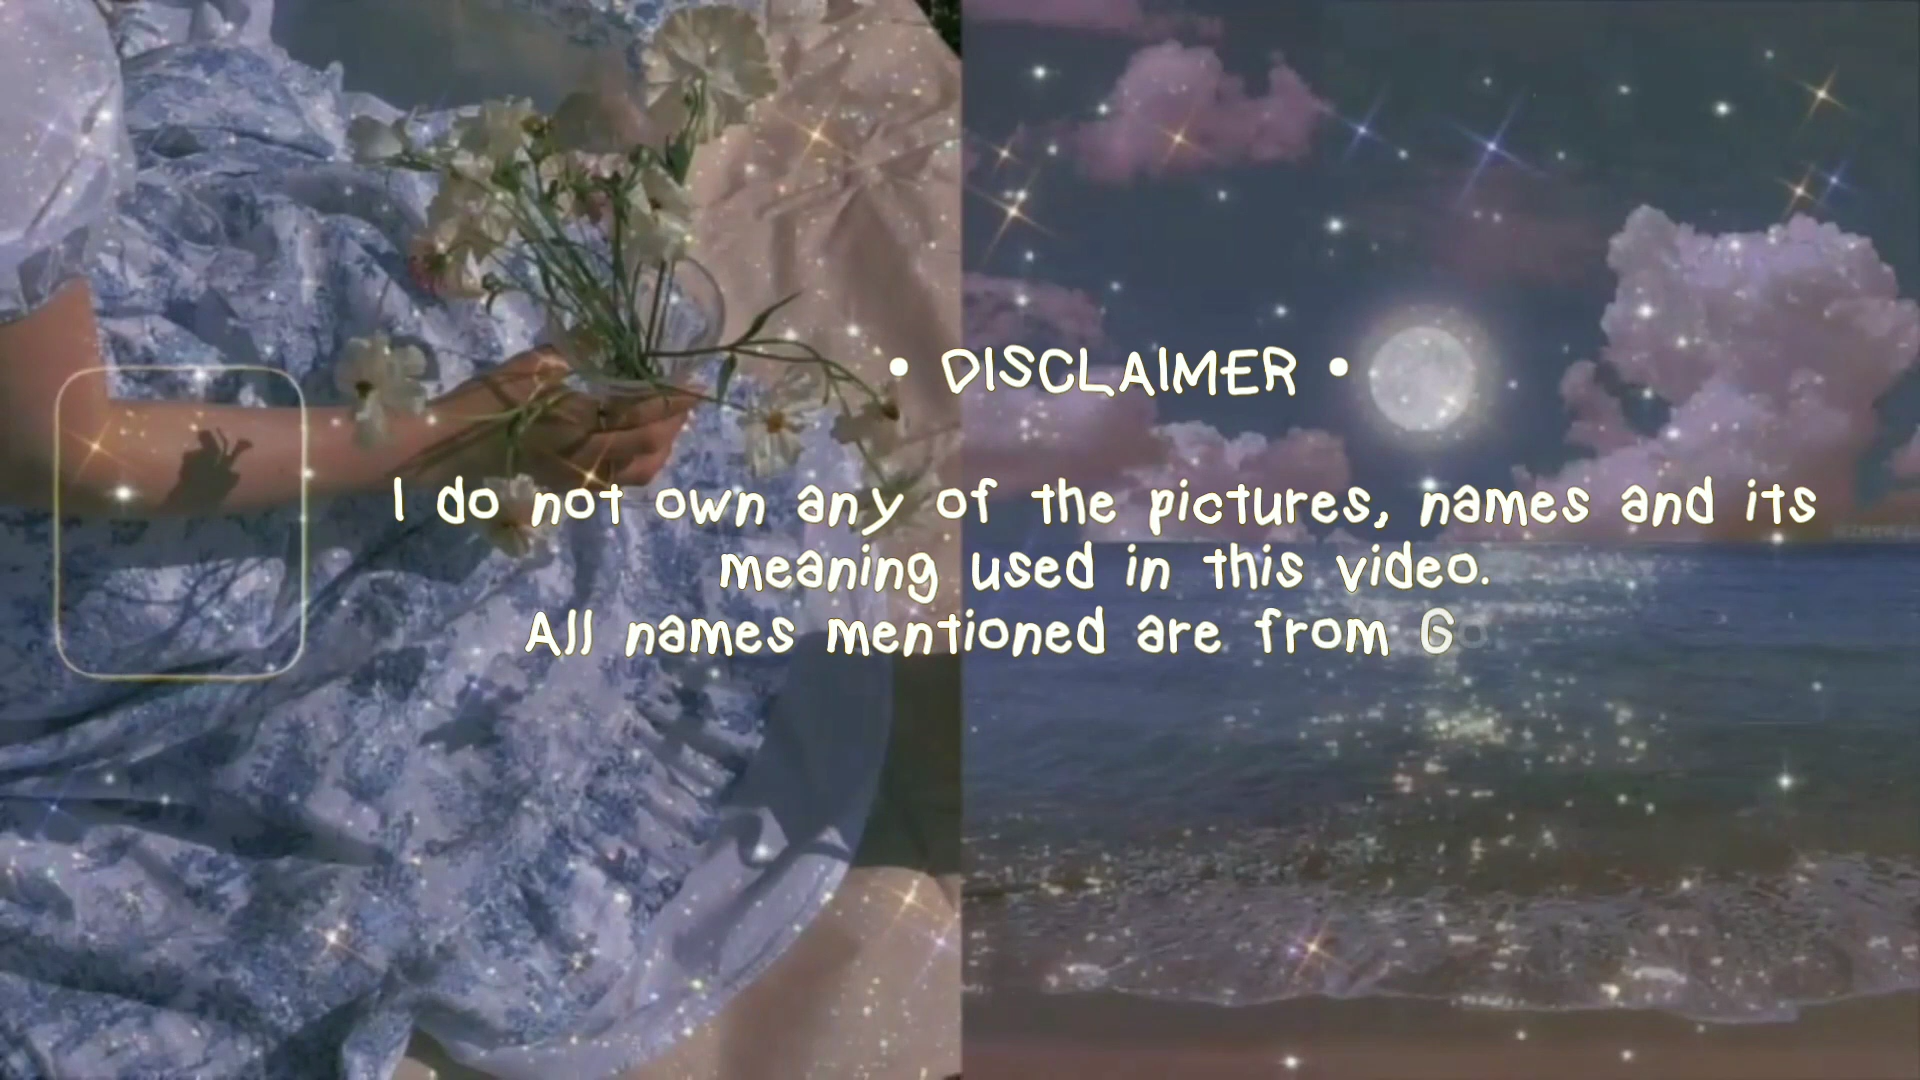 • DISCLAIMER •
I do not own any of the pictures, names and its
meaning used in this video.
All names mentioned are from Go